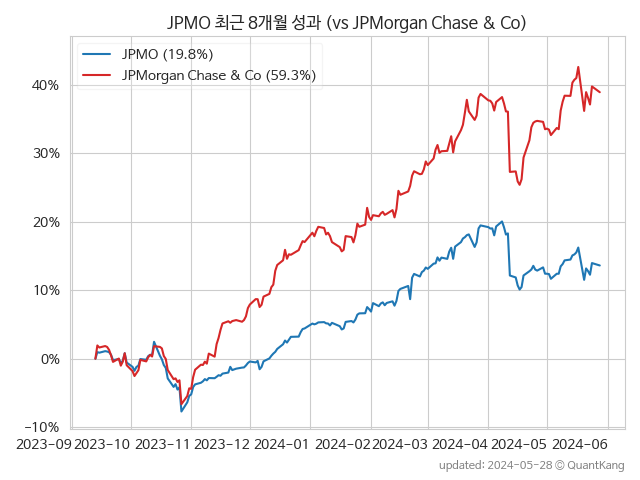 JPMO 최근 8개월 성과 (vs JPMorgan Chase & Co)
JPMO (19.8%)
JPMorgan Chase & Co (59.3%)
40%
30%
20%
10%
0%
−10%
2023-09 2023-10 2023-11 2023-12 2024-01 2024-02 2024-03 2024-04 2024-05 2024-06
updated: 2024-05-28 © QuantKang